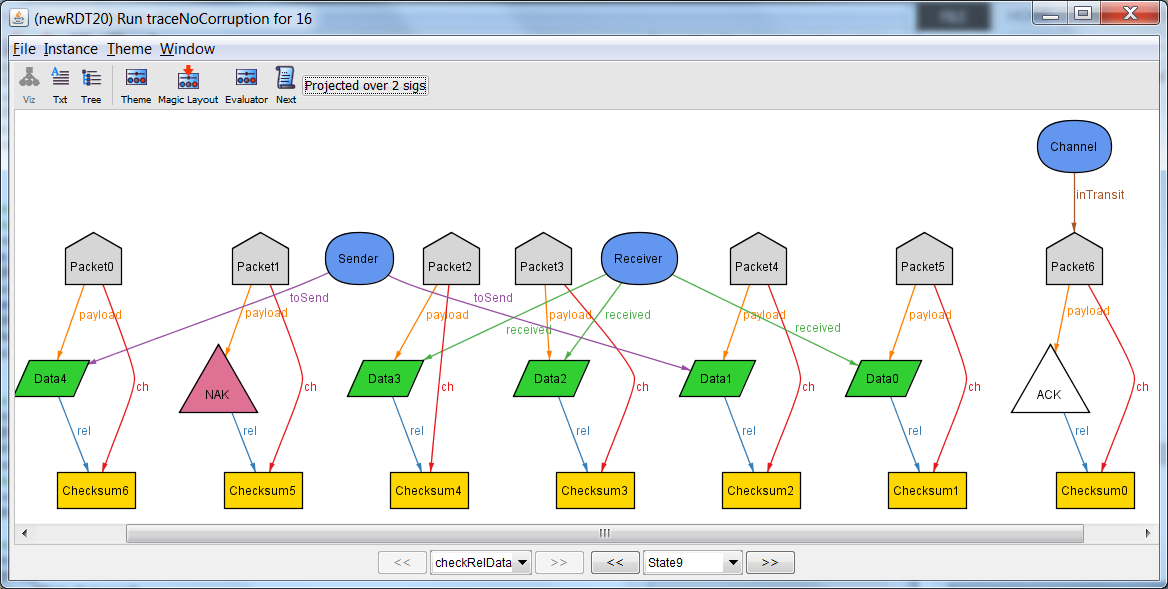 (newRDT20) Run traceNoCorruption for 16
File Instance Theme Window
Viz Txt Tree Theme Magic Layout Evaluator Next Projected over 2 sigs
Channel
inTransit
Packet0 Packet1 Sender Packet2 Packet3 Receiver Packet4 Packet5 Packet6
toSend toSend
payload payload payload payload payload payload payload
received received received
Data4 NAK Data3 Data2 Data1 Data0 ACK
ch ch ch ch ch ch ch
rel rel rel rel rel rel rel
Checksum6 Checksum5 Checksum4 Checksum3 Checksum2 Checksum1 Checksum0
<< checkRelData >> << State9 >>